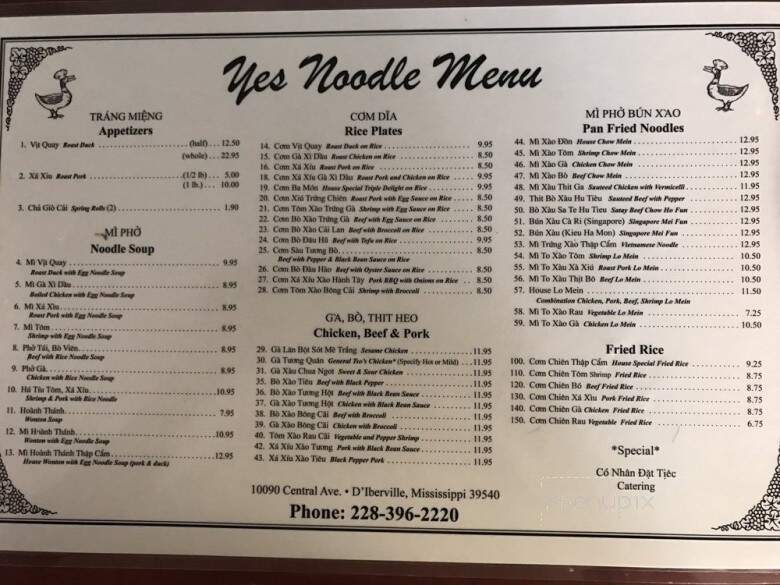 Yes Noodle Menu
TRÁNG MIỆNG
Appetizers
1. Vịt Quay Roast Duck (half) 12.50
(whole) 22.95
2. Xá Xíu Roast Pork (1/2 lb) 5.00
(1 lb.) 10.00
3. Chả Giò Cải Spring Rolls (2) 1.90
MÌ PHỞ
Noodle Soup
4. Mì Vịt Quay 9.95
Roast Duck with Egg Noodle Soup
5. Mì Gà Xì Dầu 8.95
Boiled Chicken with Egg Noodle Soup
6. Mì Xá Xíu 8.95
Roast Pork with Egg Noodle Soup
7. Mì Tôm 8.95
Shrimp with Egg Noodle Soup
8. Phở Tái, Bò Viên 8.95
Beef with Rice Noodle Soup
9. Phở Gà 8.95
Chicken with Rice Noodle Soup
10. Hủ Tíu Tôm, Xá Xíu 10.95
Shrimp & Pork with Rice Noodle
11. Hoành Thánh 7.95
Wonton Soup
12. Mì Hoành Thánh 10.95
Wonton with Egg Noodle Soup
13. Mì Hoành Thánh Thập Cẩm 12.95
House Wonton with Egg Noodle Soup (pork & duck)
CƠM DĨA
Rice Plates
14. Cơm Vịt Quay Roast Duck on Rice 9.95
15. Cơm Gà Xì Dầu Roast Chicken on Rice 8.50
16. Cơm Xá Xíu Roast Pork on Rice 8.50
18. Cơm Xá Xíu Gà Xì Dầu Roast Pork and Chicken on Rice 8.95
19. Cơm Ba Món House Special Triple Delight on Rice 9.95
20. Cơm Xiú Trứng Chiên Roast Pork with Egg Sauce on Rice 8.50
21. Cơm Tôm Xào Trứng Gà Shrimp with Egg Sauce on Rice 8.50
22. Cơm Bò Xào Trứng Gà Beef with Egg Sauce on Rice 8.50
23. Cơm Bò Xào Cải Lan Beef with Broccoli on Rice 8.50
24. Cơm Bò Đàu Hũ Beef with Tofu on Rice 9.95
25. Cơm Sàu Tương Bò 8.50
Beef with Pepper & Black Bean Sauce on Rice
26. Cơm Bò Đàu Hào Beef with Oyster Sauce on Rice 8.50
27. Cơm Xá Xíu Xào Hành Tây Pork BBQ with Onions on Rice 8.50
28. Cơm Tôm Xào Bông Cải Shrimp with Broccoli 8.50
GA, BÒ, THIT HEO
Chicken, Beef & Pork
29. Gà Lăn Bột Sót Mè Trắng Sesame Chicken 11.95
30. Gà Tương Quán General Tso's Chicken* (Specify Hot or Mild) 11.95
31. Gà Xàu Chua Ngọt Sweet & Sour Chicken 11.95
35. Bò Xào Tiêu Beef with Black Pepper 11.95
36. Bò Xào Tương Hột Beef with Black Bean Sauce 11.95
37. Gà Xào Tương Hột Chicken with Black Bean Sauce 11.95
38. Bò Xào Bông Cải Beef with Broccoli 11.95
39. Gà Xào Bông Cải Chicken with Broccoli 11.95
40. Tôm Xào Rau Cải Vegetable and Pepper Shrimp 11.95
42. Xá Xíu Xào Tương Pork with Black Bean Sauce 11.95
43. Xá Xíu Xào Tiêu Black Pepper Pork 11.95
MÌ PHỞ BÚN XÀO
Pan Fried Noodles
44. Mì Xào Đồn House Chow Mein 12.95
45. Mì Xào Tôm Shrimp Chow Mein 12.95
46. Mì Xào Gà Chicken Chow Mein 12.95
47. Mì Xào Bò Beef Chow Mein 12.95
48. Mì Xàu Thit Ga Sauteed Chicken with Vermicelli 11.95
49. Thit Bò Xàu Hu Tiêu Sauteed Beef with Pepper 12.95
50. Bò Xàu Sa Te Hu Tieu Satay Beef Chow Ho Fun 12.95
51. Bún Xàu Cà Ri (Singapore) Singapore Mei Fun 12.95
52. Bún Xàu (Kieu Ha Mon) Singapore Mei Fun 12.95
53. Mì Trứng Xào Thập Cẩm Vietnamese Noodle 12.95
54. Mì To Xào Tôm Shrimp Lo Mein 10.50
55. Mì To Xào Xá Xiú Roast Pork Lo Mein 10.50
56. Mì To Xào Thịt Bò Beef Lo Mein 10.50
57. House Lo Mein 11.50
Combination Chicken, Pork, Beef, Shrimp Lo Mein
58. Mì To Xào Rau Vegetable Lo Mein 7.25
59. Mì To Xào Gà Chicken Lo Mein 10.50
Fried Rice
100. Cơm Chiên Thập Cẩm House Special Fried Rice 9.25
110. Cơm Chiên Tôm Shrimp Fried Rice 8.75
120. Cơm Chiên Bó Beef Fried Rice 8.75
130. Cơm Chiên Xá Xíu Pork Fried Rice 8.75
140. Cơm Chiên Gà Chicken Fried Rice 8.75
150. Cơm Chiên Rau Vegetable Fried Rice 6.75
*Special*
Có Nhân Đặt Tiệc
Catering
10090 Central Ave. • D'Iberville, Mississippi 39540
Phone: 228-396-2220
menupix